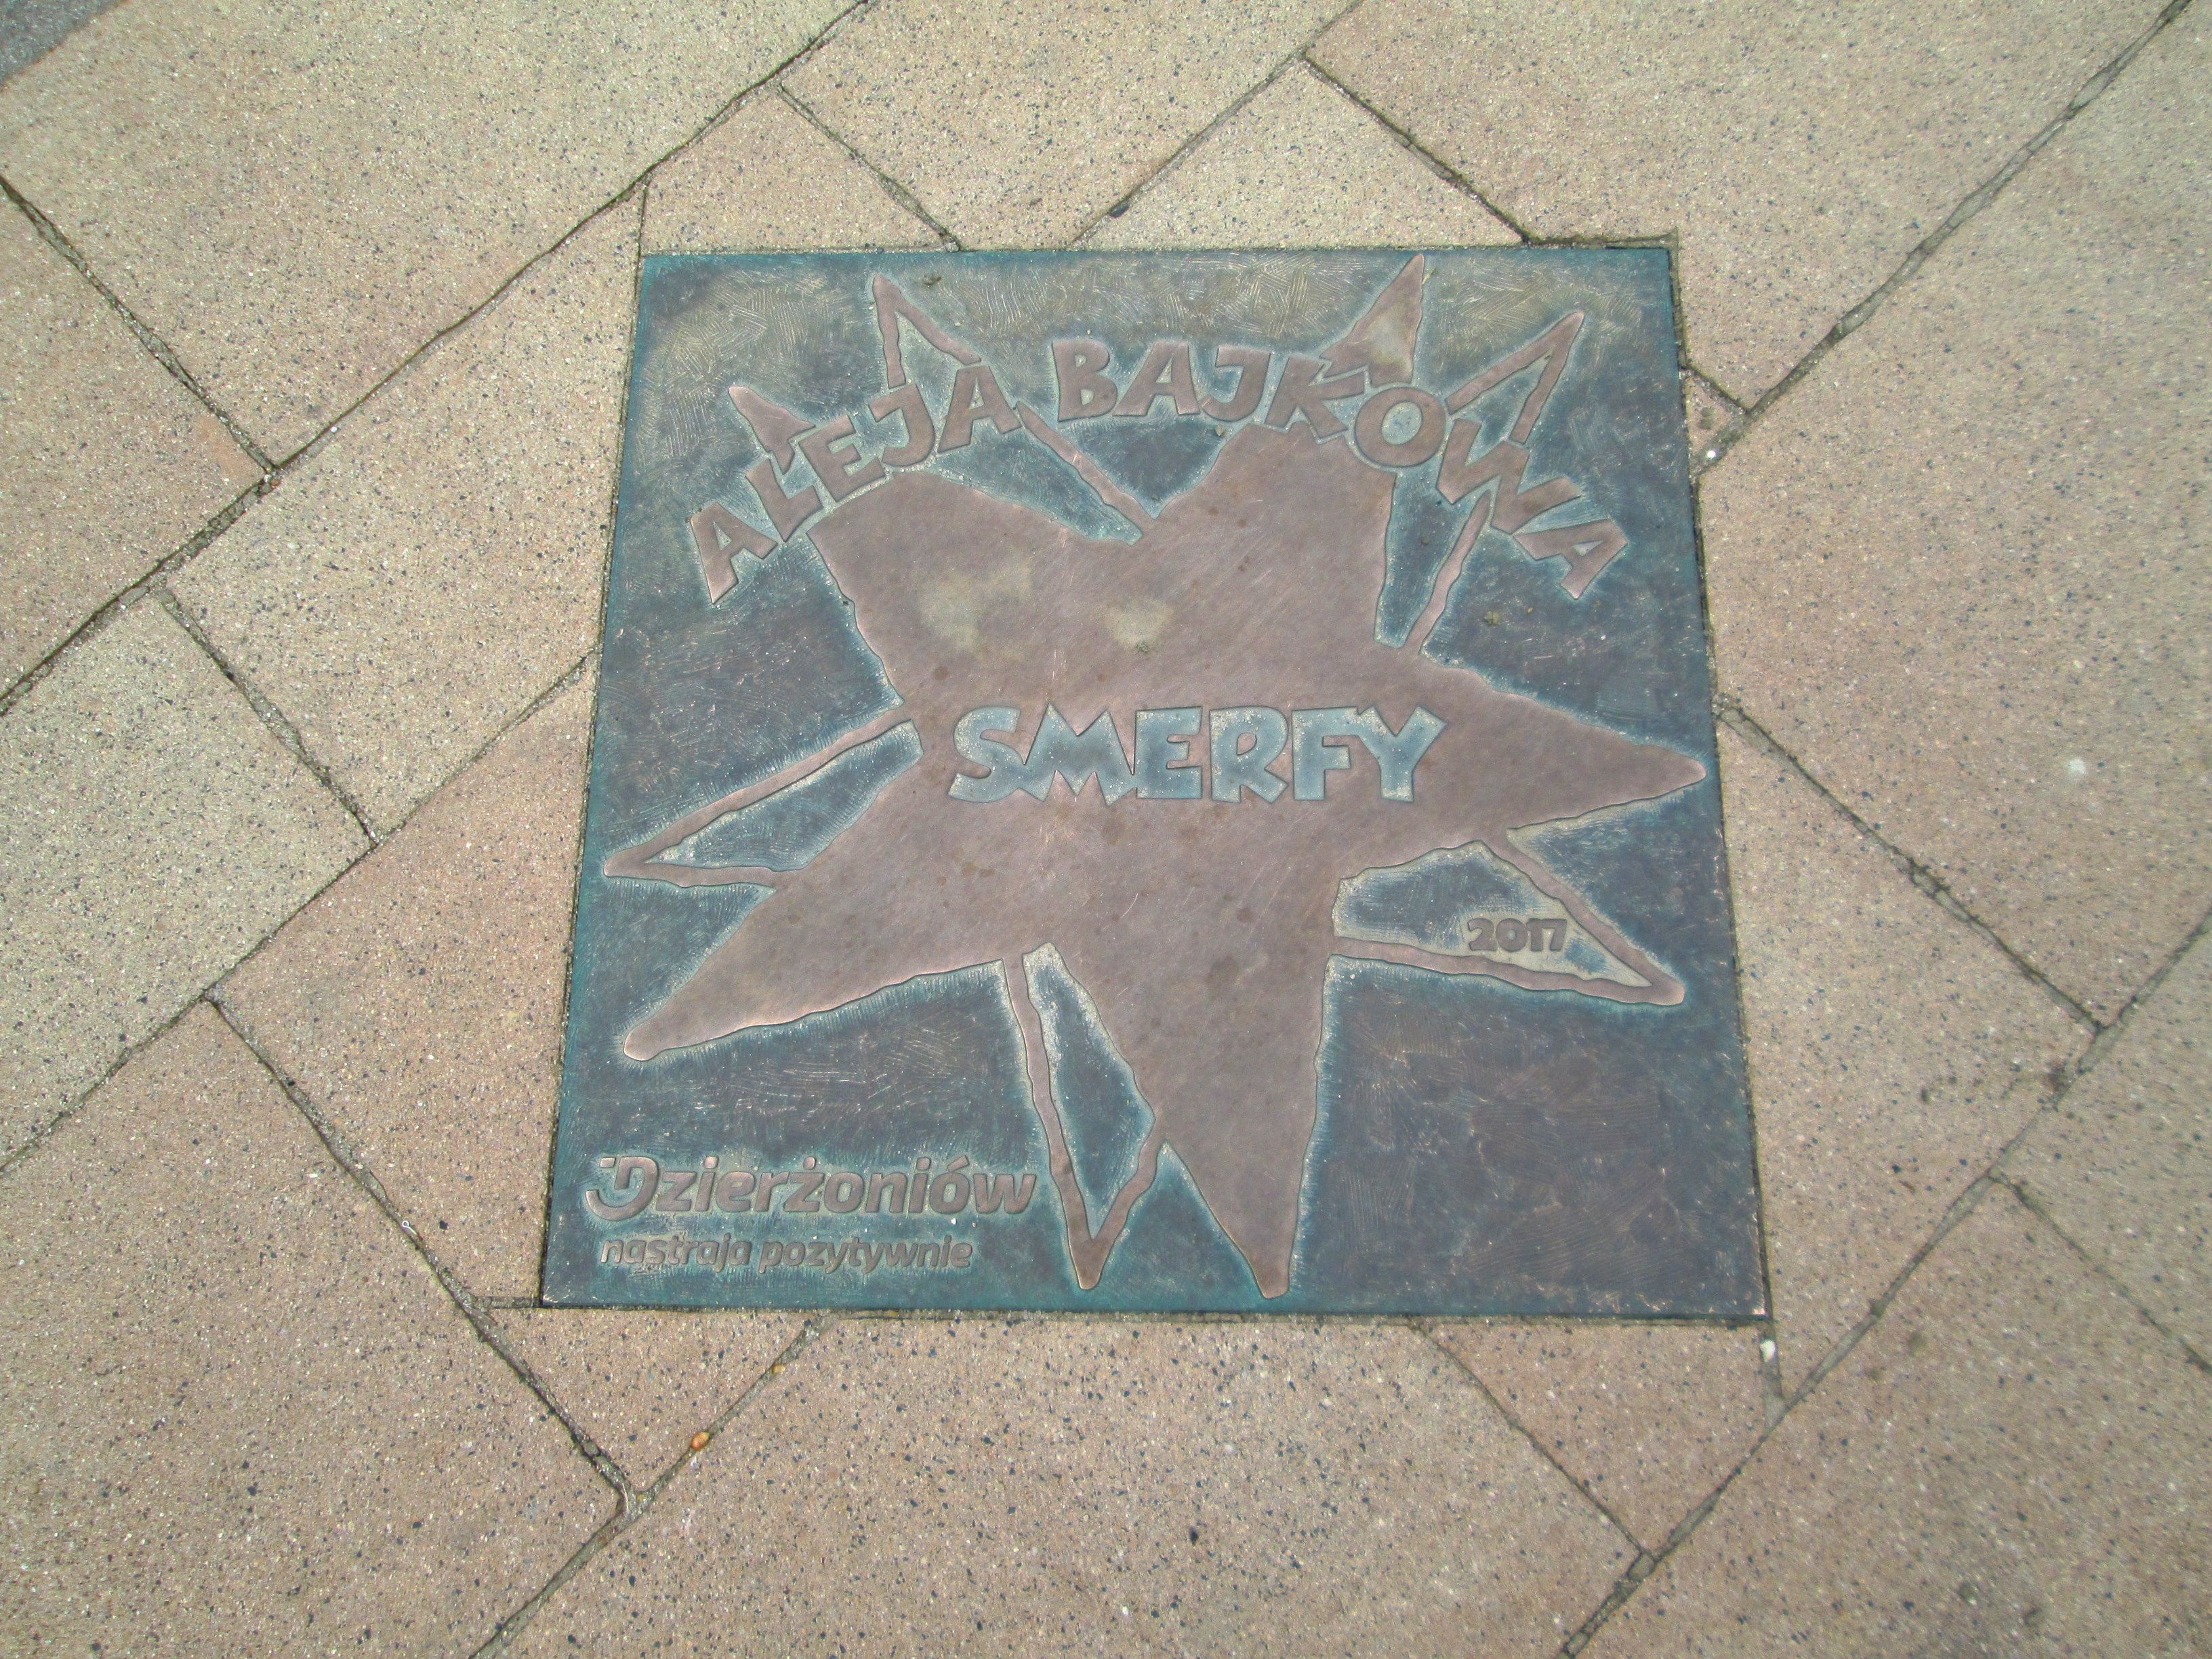 ALEJA BAJKOWA
SMERFY
2017
Dzierżoniów
nastraja pozytywnie